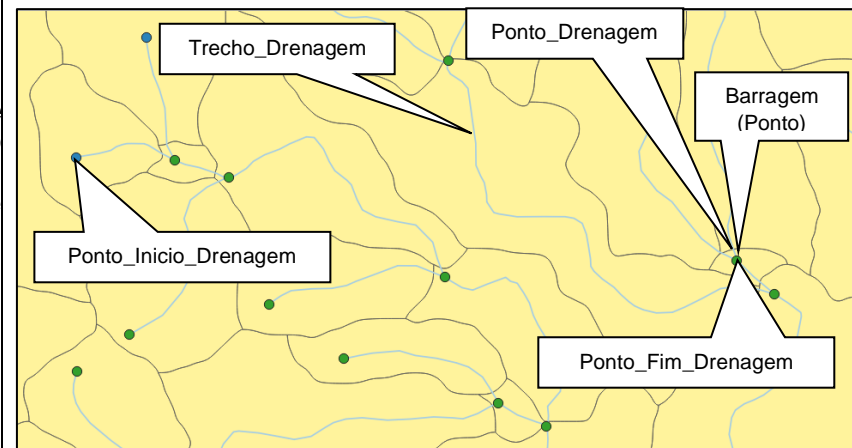 Ponto_Drenagem
Trecho_Drenagem
Barragem
(Ponto)
Ponto_Inicio_Drenagem
Ponto_Fim_Drenagem